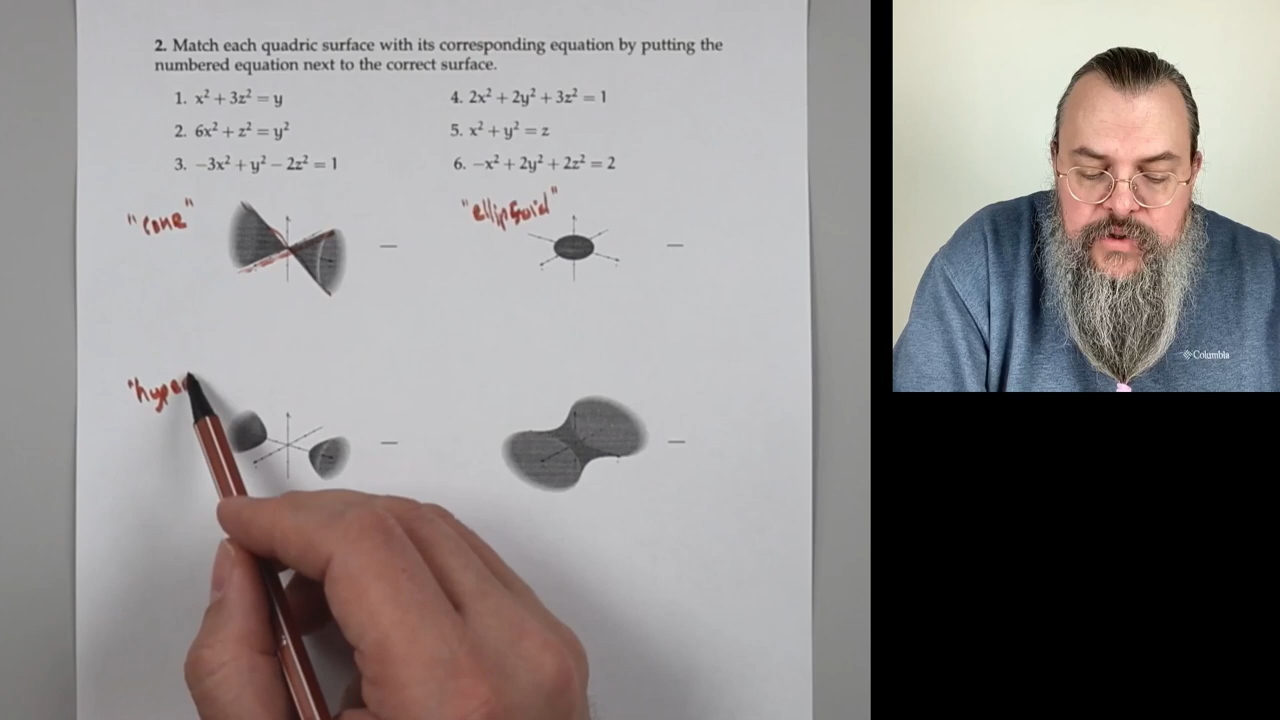 2. Match each quadric surface with its corresponding equation by putting the
numbered equation next to the correct surface.
1. x² + 3z² = y
4. 2x² + 2y² + 3z² = 1
2. 6x² + z² = y²
5. x² + y² = z
3. −3x² + y² − 2z² = 1
6. −x² + 2y² + 2z² = 2
"cone"
"ellipsoid"
"hype
Columbia